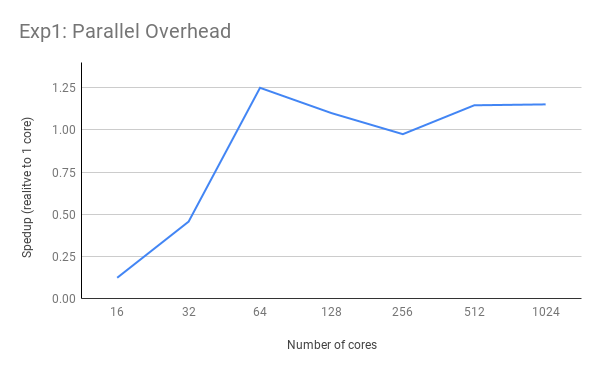 Exp1: Parallel Overhead
Spedup (realitve to 1 core)
1.25
1.00
0.75
0.50
0.25
0.00
16 32 64 128 256 512 1024
Number of cores